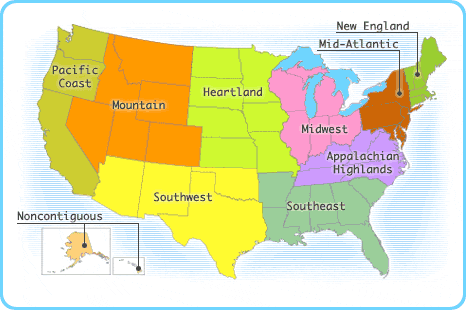 New England
Mid-Atlantic
Pacific
Coast
Mountain
Heartland
Midwest
Appalachian
Highlands
Southwest
Southeast
Noncontiguous